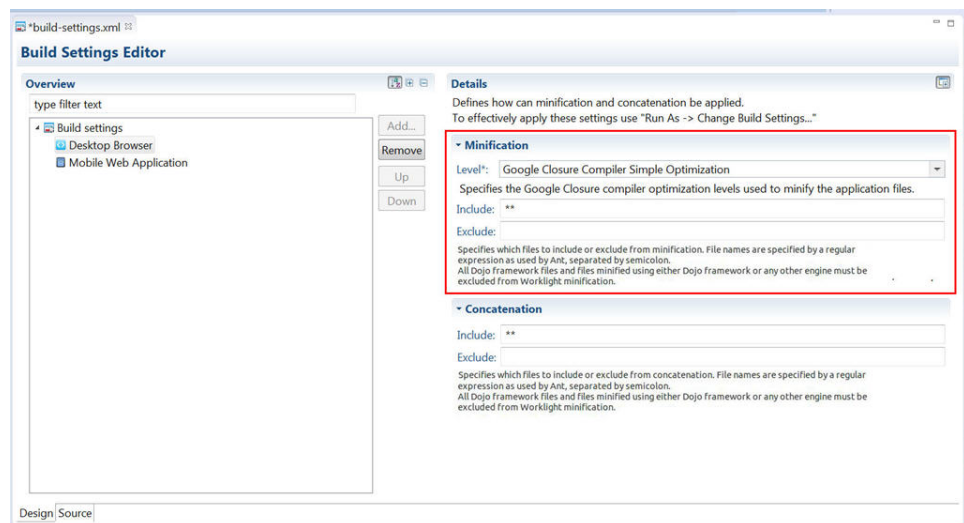 *build-settings.xml
Build Settings Editor
Overview
type filter text
Build settings
Desktop Browser
Mobile Web Application
Add...
Remove
Up
Down
Details
Defines how can minification and concatenation be applied.
To effectively apply these settings use "Run As -> Change Build Settings..."
Minification
Level*: Google Closure Compiler Simple Optimization
Specifies the Google Closure compiler optimization levels used to minify the application files.
Include: **
Exclude:
Specifies which files to include or exclude from minification. File names are specified by a regular
expression as used by Ant, separated by semicolon.
All Dojo framework files and files minified using either Dojo framework or any other engine must be
excluded from Worklight minification.
Concatenation
Include: **
Exclude:
Specifies which files to include or exclude from concatenation. File names are specified by a regular
expression as used by Ant, separated by semicolon.
All Dojo framework files and files minified using either Dojo framework or any other engine must be
excluded from Worklight minification.
Design Source